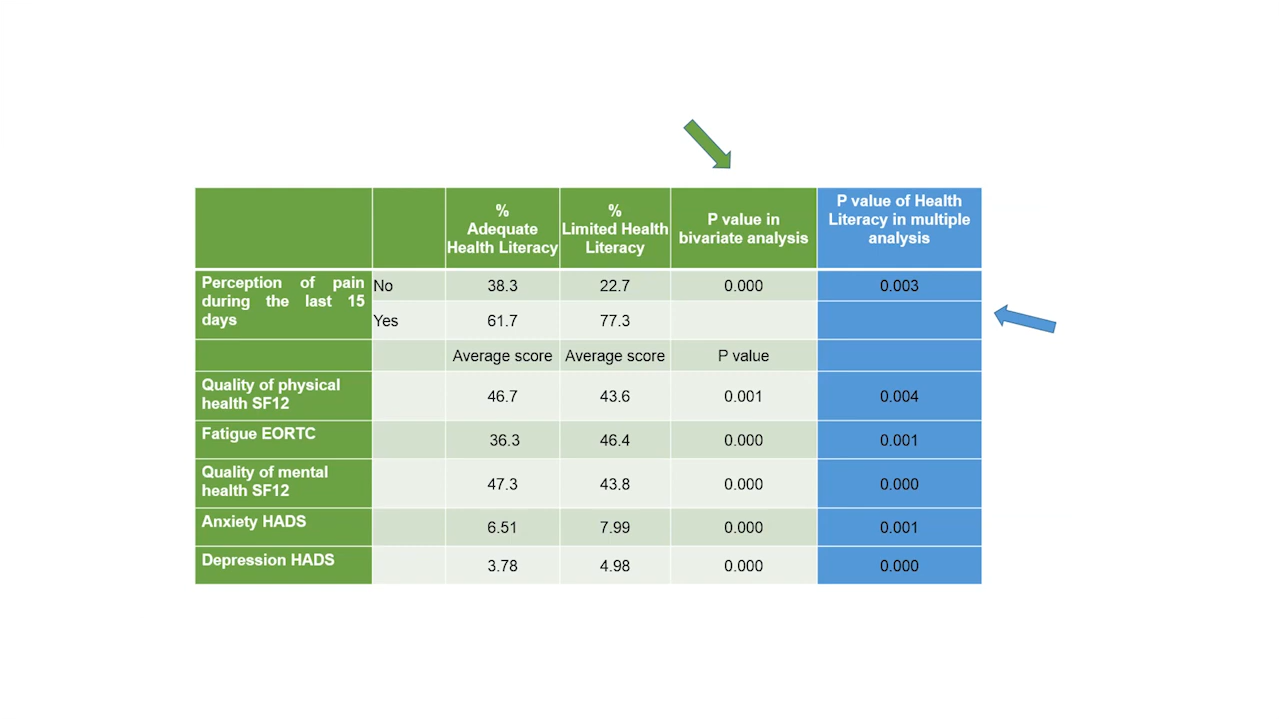 %
Adequate
Health Literacy
%
Limited Health
Literacy
P value in
bivariate analysis
P value of Health
Literacy in multiple
analysis
Perception of pain
during the last 15
days
No
38.3
22.7
0.000
0.003
Yes
61.7
77.3
Average score
Average score
P value
Quality of physical
health SF12
46.7
43.6
0.001
0.004
Fatigue EORTC
36.3
46.4
0.000
0.001
Quality of mental
health SF12
47.3
43.8
0.000
0.000
Anxiety HADS
6.51
7.99
0.000
0.001
Depression HADS
3.78
4.98
0.000
0.000